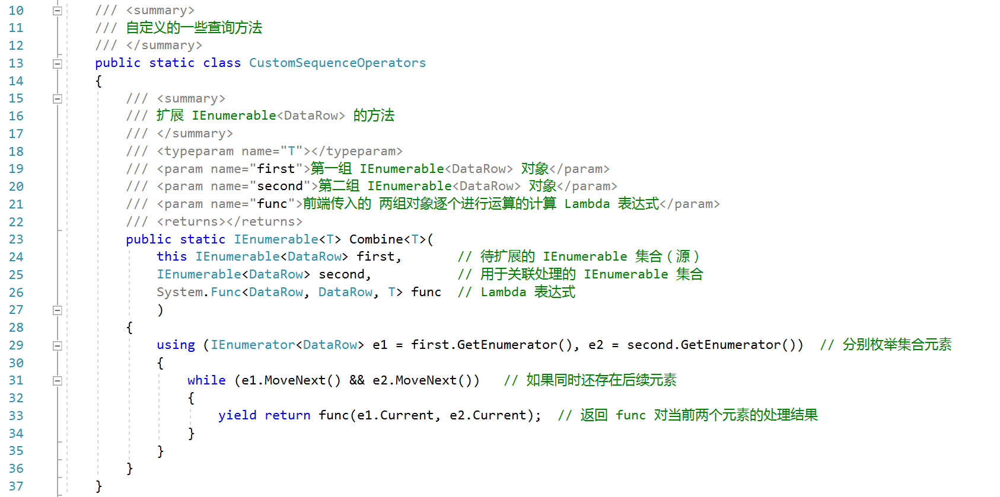 10 /// <summary>
11 /// 自定义的一些查询方法
12 /// </summary>
13 public static class CustomSequenceOperators
14 {
15 /// <summary>
16 /// 扩展 IEnumerable<DataRow> 的方法
17 /// </summary>
18 /// <typeparam name="T"></typeparam>
19 /// <param name="first">第一组 IEnumerable<DataRow> 对象</param>
20 /// <param name="second">第二组 IEnumerable<DataRow> 对象</param>
21 /// <param name="func">前端传入的 两组对象逐个进行运算的计算 Lambda 表达式</param>
22 /// <returns></returns>
23 public static IEnumerable<T> Combine<T>(
24 this IEnumerable<DataRow> first, // 待扩展的 IEnumerable 集合(源)
25 IEnumerable<DataRow> second, // 用于关联处理的 IEnumerable 集合
26 System.Func<DataRow, DataRow, T> func // Lambda 表达式
27 )
28 {
29 using (IEnumerator<DataRow> e1 = first.GetEnumerator(), e2 = second.GetEnumerator()) // 分别枚举集合元素
30 {
31 while (e1.MoveNext() && e2.MoveNext()) // 如果同时还存在后续元素
32 {
33 yield return func(e1.Current, e2.Current); // 返回 func 对当前两个元素的处理结果
34 }
35 }
36 }
37 }